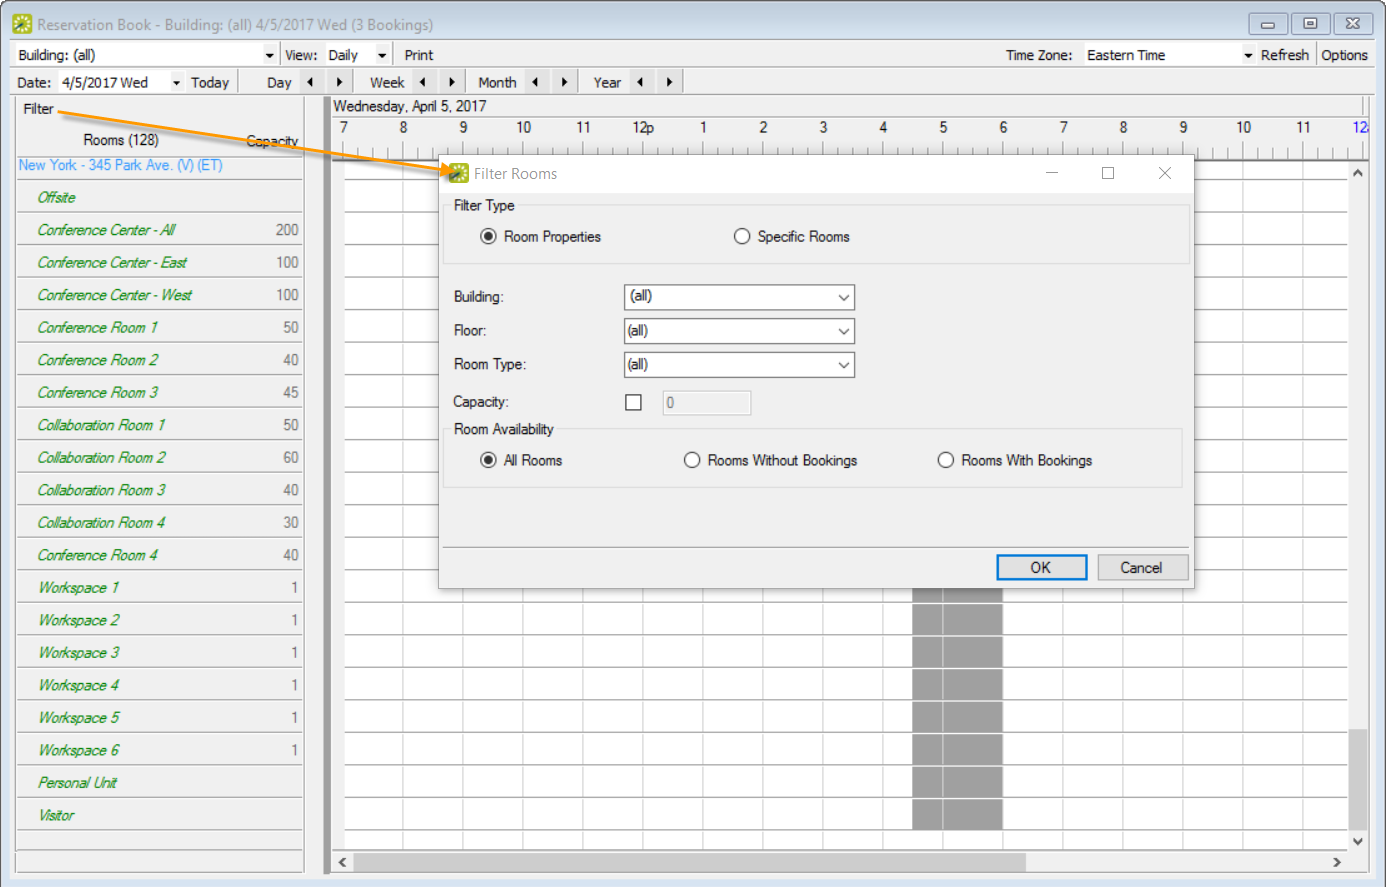 Reservation Book - Building: (all) 4/5/2017 Wed (3 Bookings)
Building: (all) View: Daily Print Time Zone: Eastern Time Refresh Options
Date: 4/5/2017 Wed Today Day Week Month Year
Filter
Wednesday, April 5, 2017
Rooms (128) Capacity
7 8 9 10 11 12p 1 2 3 4 5 6 7 8 9 10 11 12
New York - 345 Park Ave. (V) (ET)
Offsite
Conference Center - All 200
Conference Center - East 100
Conference Center - West 100
Conference Room 1 50
Conference Room 2 40
Conference Room 3 45
Collaboration Room 1 50
Collaboration Room 2 60
Collaboration Room 3 40
Collaboration Room 4 30
Conference Room 4 40
Workspace 1 1
Workspace 2 1
Workspace 3 1
Workspace 4 1
Workspace 5 1
Workspace 6 1
Personal Unit
Visitor
Filter Rooms
Filter Type
Room Properties Specific Rooms
Building: (all)
Floor: (all)
Room Type: (all)
Capacity: 0
Room Availability
All Rooms Rooms Without Bookings Rooms With Bookings
OK Cancel